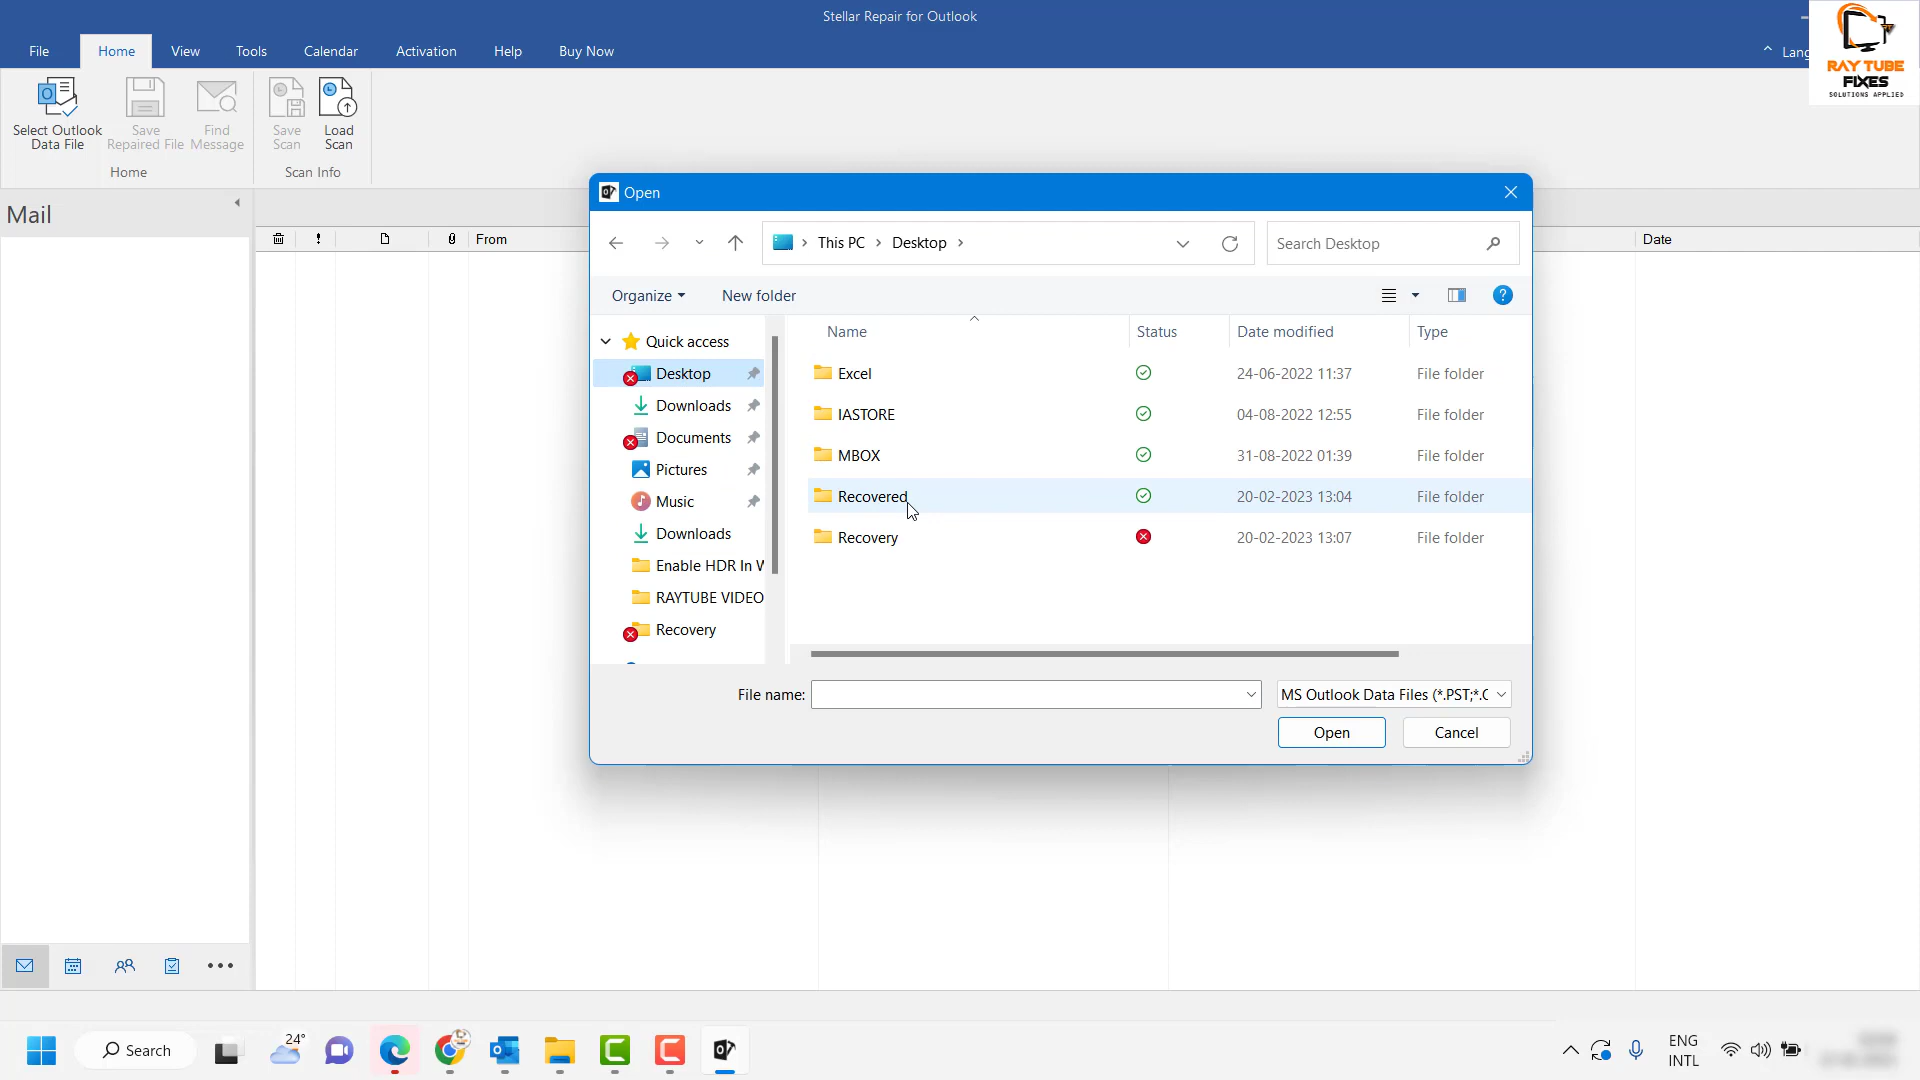 Stellar Repair for Outlook
File Home View Tools Calendar Activation Help Buy Now
Lang
RAY TUBE
FIXES
SOLUTIONS APPLIED
Select Outlook
Data File
Save
Repaired File
Find
Message
Save
Scan
Load
Scan
Home
Scan Info
Mail
From
Date
Open
This PC Desktop
Search Desktop
Organize New folder
Name Status Date modified Type
Quick access
Desktop
Downloads
Documents
Pictures
Music
Downloads
Enable HDR In W
RAYTUBE VIDEO
Recovery
Excel 24-06-2022 11:37 File folder
IASTORE 04-08-2022 12:55 File folder
MBOX 31-08-2022 01:39 File folder
Recovered 20-02-2023 13:04 File folder
Recovery 20-02-2023 13:07 File folder
File name:
MS Outlook Data Files (*.PST;*.O
Open
Cancel
Search
24°
ENG
INTL